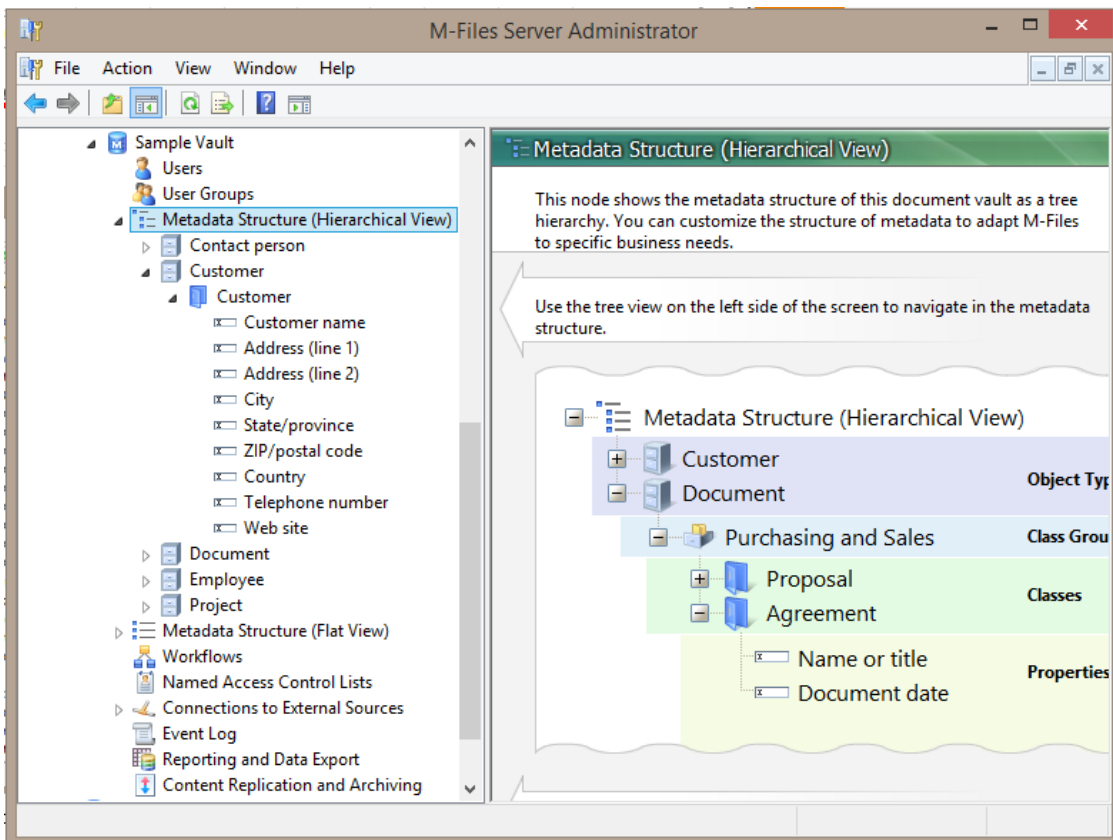 M-Files Server Administrator
File Action View Window Help
Sample Vault
Users
User Groups
Metadata Structure (Hierarchical View)
Contact person
Customer
Customer
Customer name
Address (line 1)
Address (line 2)
City
State/province
ZIP/postal code
Country
Telephone number
Web site
Document
Employee
Project
Metadata Structure (Flat View)
Workflows
Named Access Control Lists
Connections to External Sources
Event Log
Reporting and Data Export
Content Replication and Archiving
Metadata Structure (Hierarchical View)
This node shows the metadata structure of this document vault as a tree
hierarchy. You can customize the structure of metadata to adapt M-Files
to specific business needs.
Use the tree view on the left side of the screen to navigate in the metadata
structure.
Metadata Structure (Hierarchical View)
Customer
Document
Object Typ
Purchasing and Sales
Class Grou
Proposal
Agreement
Classes
Name or title
Document date
Properties